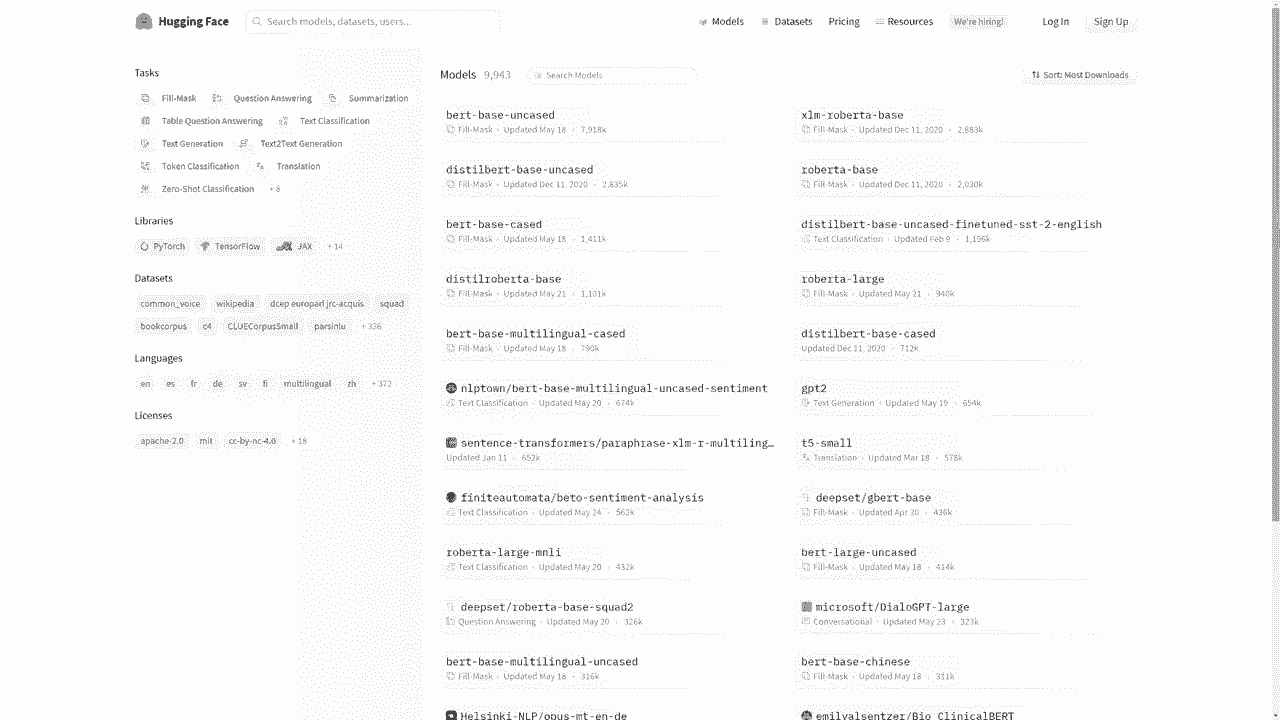 Hugging Face
Search models, datasets, users...
Models Datasets Pricing Resources We're hiring! Log In Sign Up
Tasks
Fill-Mask Question Answering Summarization
Table Question Answering Text Classification
Text Generation Text2Text Generation
Token Classification Translation
Zero-Shot Classification + 8
Libraries
PyTorch TensorFlow JAX + 14
Datasets
common_voice wikipedia dcep europarl jrc-acquis squad
bookcorpus c4 CLUECorpusSmall parsinlu + 336
Languages
en es fr de sv fi multilingual zh + 372
Licenses
apache-2.0 mit cc-by-nc-4.0 + 18
Models 9,943 Search Models Sort: Most Downloads
bert-base-uncased
Fill-Mask · Updated May 18 · 7,918k
xlm-roberta-base
Fill-Mask · Updated Dec 11, 2020 · 2,883k
distilbert-base-uncased
Fill-Mask · Updated Dec 11, 2020 · 2,835k
roberta-base
Fill-Mask · Updated Dec 11, 2020 · 2,030k
bert-base-cased
Fill-Mask · Updated May 18 · 1,411k
distilbert-base-uncased-finetuned-sst-2-english
Text Classification · Updated Feb 9 · 1,196k
distilroberta-base
Fill-Mask · Updated May 21 · 1,101k
roberta-large
Fill-Mask · Updated May 21 · 940k
bert-base-multilingual-cased
Fill-Mask · Updated May 18 · 790k
distilbert-base-cased
Updated Dec 11, 2020 · 712k
nlptown/bert-base-multilingual-uncased-sentiment
Text Classification · Updated May 20 · 674k
gpt2
Text Generation · Updated May 19 · 654k
sentence-transformers/paraphrase-xlm-r-multiling…
Updated Jan 11 · 652k
t5-small
Translation · Updated Mar 18 · 578k
finiteautomata/beto-sentiment-analysis
Text Classification · Updated May 24 · 562k
deepset/gbert-base
Fill-Mask · Updated Apr 30 · 436k
roberta-large-mnli
Text Classification · Updated May 20 · 432k
bert-large-uncased
Fill-Mask · Updated May 18 · 414k
deepset/roberta-base-squad2
Question Answering · Updated May 20 · 326k
microsoft/DialoGPT-large
Conversational · Updated May 23 · 323k
bert-base-multilingual-uncased
Fill-Mask · Updated May 18 · 316k
bert-base-chinese
Fill-Mask · Updated May 18 · 311k
Helsinki-NLP/opus-mt-en-de
emilyalsentzer/Bio_ClinicalBERT